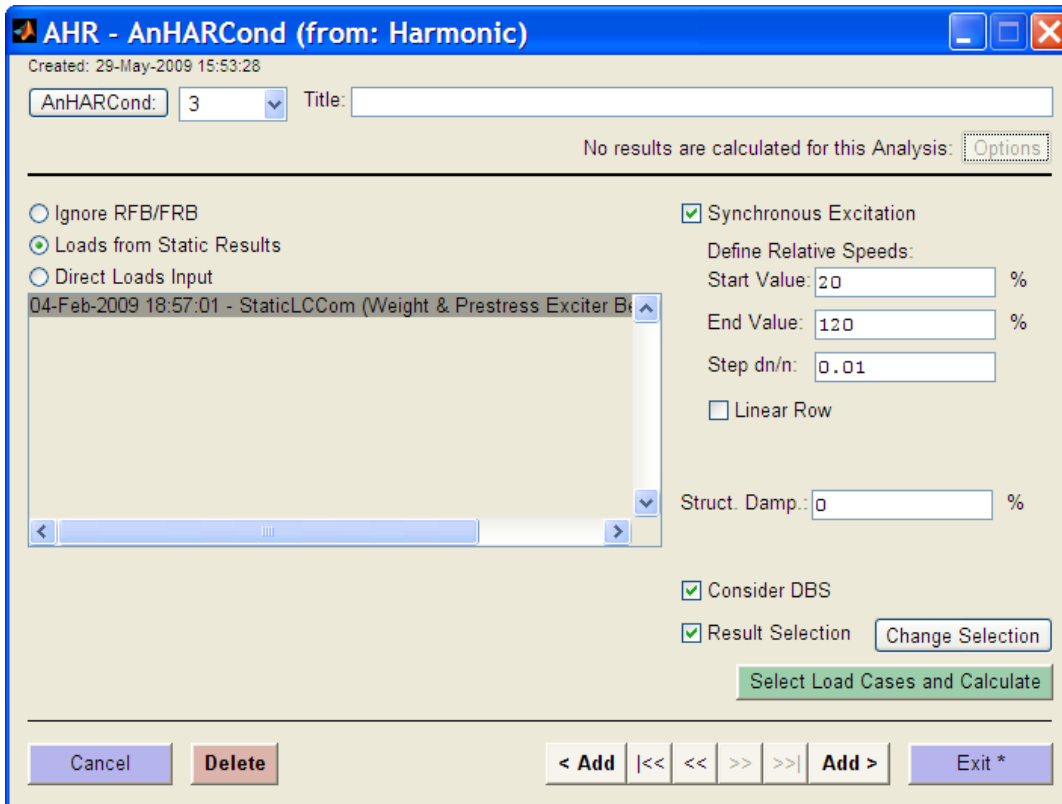 AHR - AnHARCond (from: Harmonic)
Created: 29-May-2009 15:53:28
AnHARCond: 3 Title:
No results are calculated for this Analysis: Options
Ignore RFB/FRB
Loads from Static Results
Direct Loads Input
04-Feb-2009 18:57:01 - StaticLCCom (Weight & Prestress Exciter Be
Synchronous Excitation
Define Relative Speeds:
Start Value: 20 %
End Value: 120 %
Step dn/n: 0.01
Linear Row
Struct. Damp.: 0 %
Consider DBS
Result Selection Change Selection
Select Load Cases and Calculate
Cancel Delete < Add |<< << >> >>| Add > Exit *